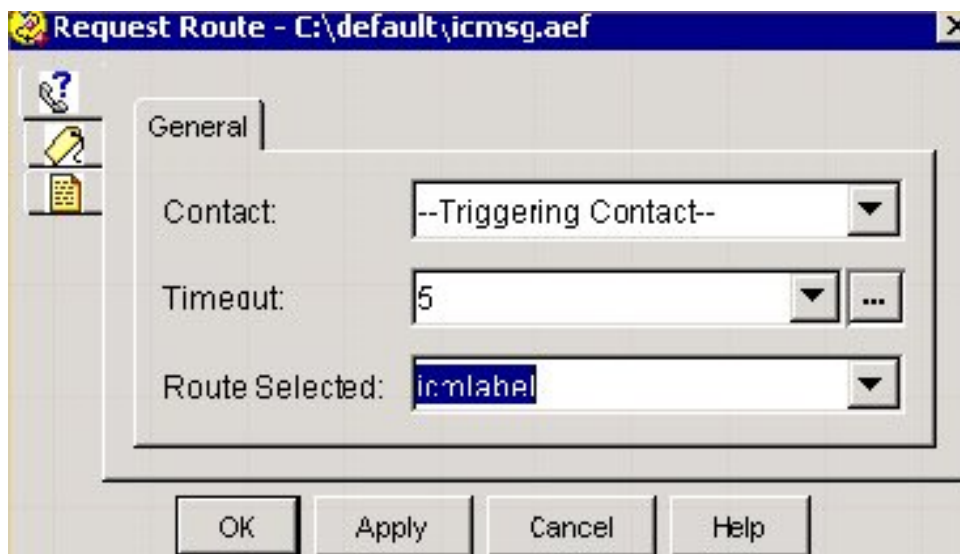 Request Route - C:\default\icmsg.aef
General
Contact: --Triggering Contact--
Timeout: 5 ...
Route Selected: icmlabel
OK Apply Cancel Help